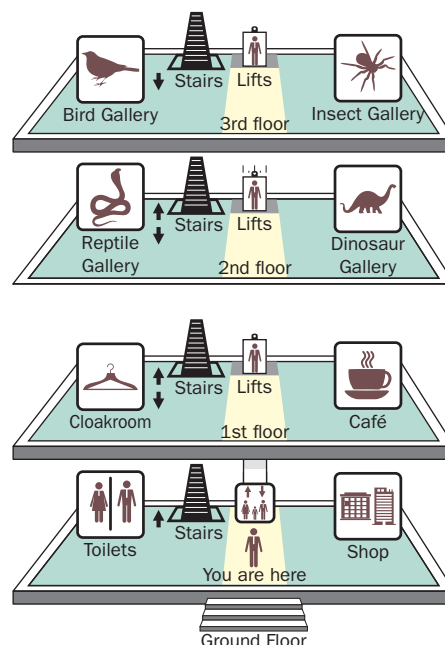 Stairs Lifts
Bird Gallery
Insect Gallery
3rd floor
Stairs Lifts
Reptile
Gallery
Dinosaur
Gallery
2nd floor
Stairs Lifts
Cloakroom
Café
1st floor
Stairs
Toilets
Shop
You are here
Ground Floor